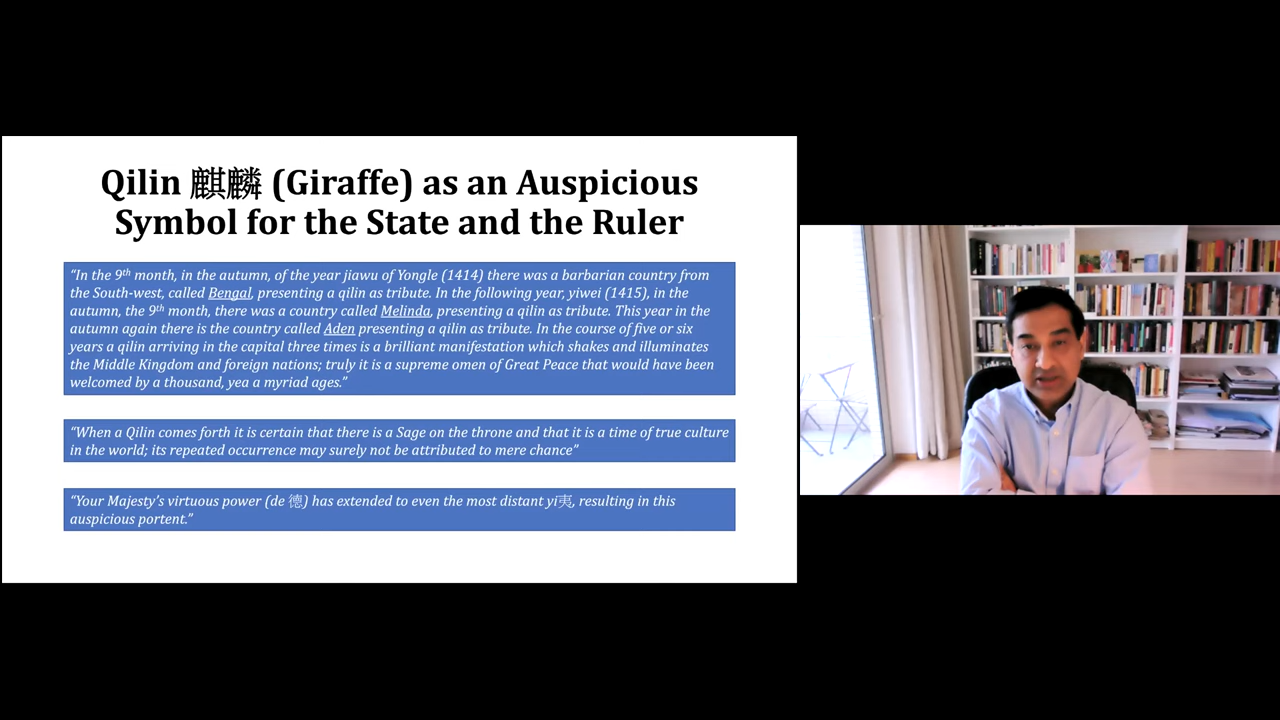 Qilin 麒麟 (Giraffe) as an Auspicious
Symbol for the State and the Ruler
“In the 9th month, in the autumn, of the year jiawu of Yongle (1414) there was a barbarian country from
the South-west, called Bengal, presenting a qilin as tribute. In the following year, yiwei (1415), in the
autumn, the 9th month, there was a country called Melinda, presenting a qilin as tribute. This year in the
autumn again there is the country called Aden presenting a qilin as tribute. In the course of five or six
years a qilin arriving in the capital three times is a brilliant manifestation which shakes and illuminates
the Middle Kingdom and foreign nations; truly it is a supreme omen of Great Peace that would have been
welcomed by a thousand, yea a myriad ages.”
“When a Qilin comes forth it is certain that there is a Sage on the throne and that it is a time of true culture
in the world; its repeated occurrence may surely not be attributed to mere chance”
“Your Majesty’s virtuous power (de 德) has extended to even the most distant yi夷, resulting in this
auspicious portent.”